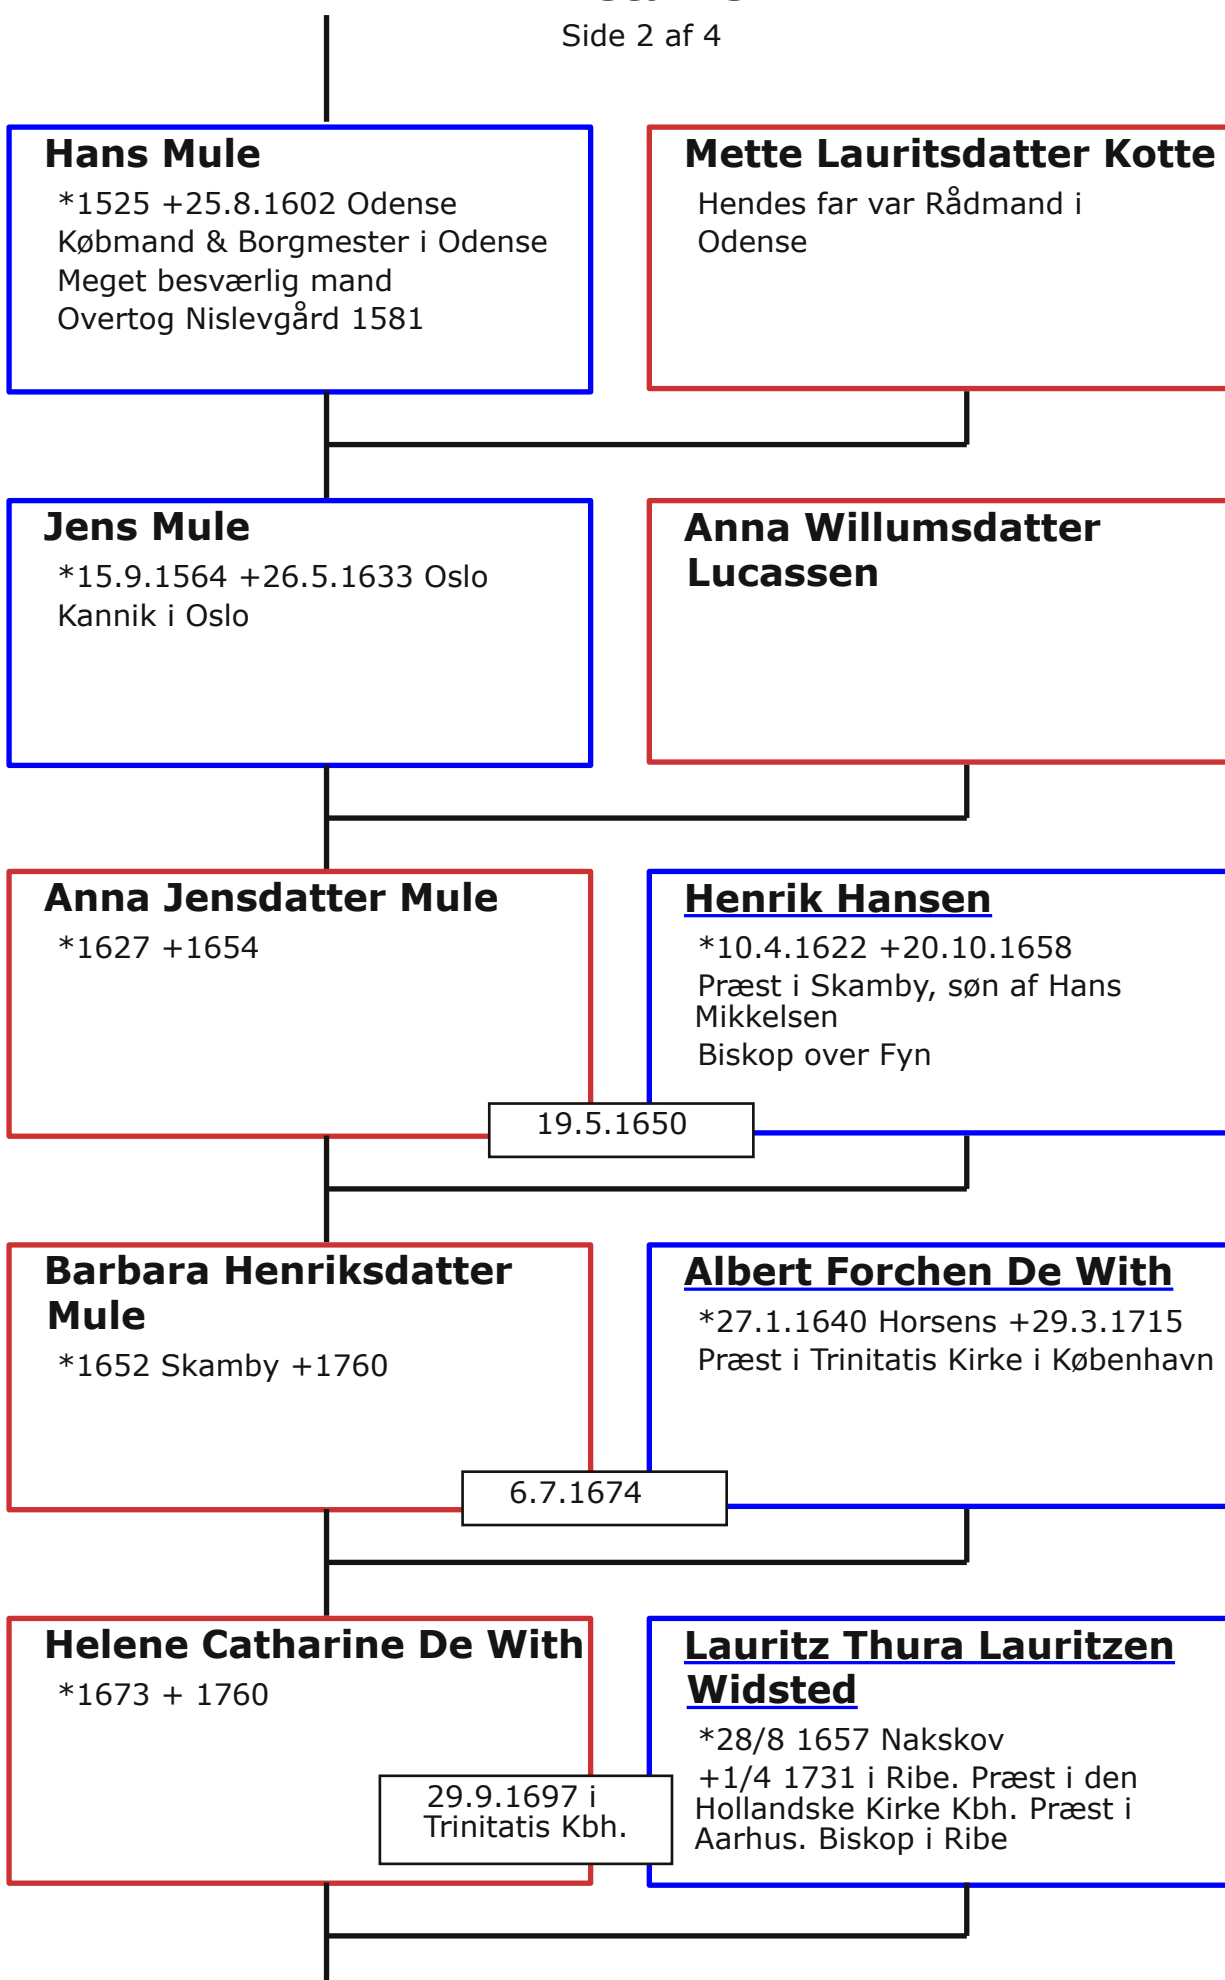 Side 2 af 4
Hans Mule
*1525 +25.8.1602 Odense
Købmand & Borgmester i Odense
Meget besværlig mand
Overtog Nislevgård 1581
Mette Lauritsdatter Kotte
Hendes far var Rådmand i
Odense
Jens Mule
*15.9.1564 +26.5.1633 Oslo
Kannik i Oslo
Anna Willumsdatter
Lucassen
Anna Jensdatter Mule
*1627 +1654
Henrik Hansen
*10.4.1622 +20.10.1658
Præst i Skamby, søn af Hans
Mikkelsen
Biskop over Fyn
19.5.1650
Barbara Henriksdatter
Mule
*1652 Skamby +1760
Albert Forchen De With
*27.1.1640 Horsens +29.3.1715
Præst i Trinitatis Kirke i København
6.7.1674
Helene Catharine De With
*1673 + 1760
Lauritz Thura Lauritzen
Widsted
*28/8 1657 Nakskov
+1/4 1731 i Ribe. Præst i den
Hollandske Kirke Kbh. Præst i
Aarhus. Biskop i Ribe
29.9.1697 i
Trinitatis Kbh.